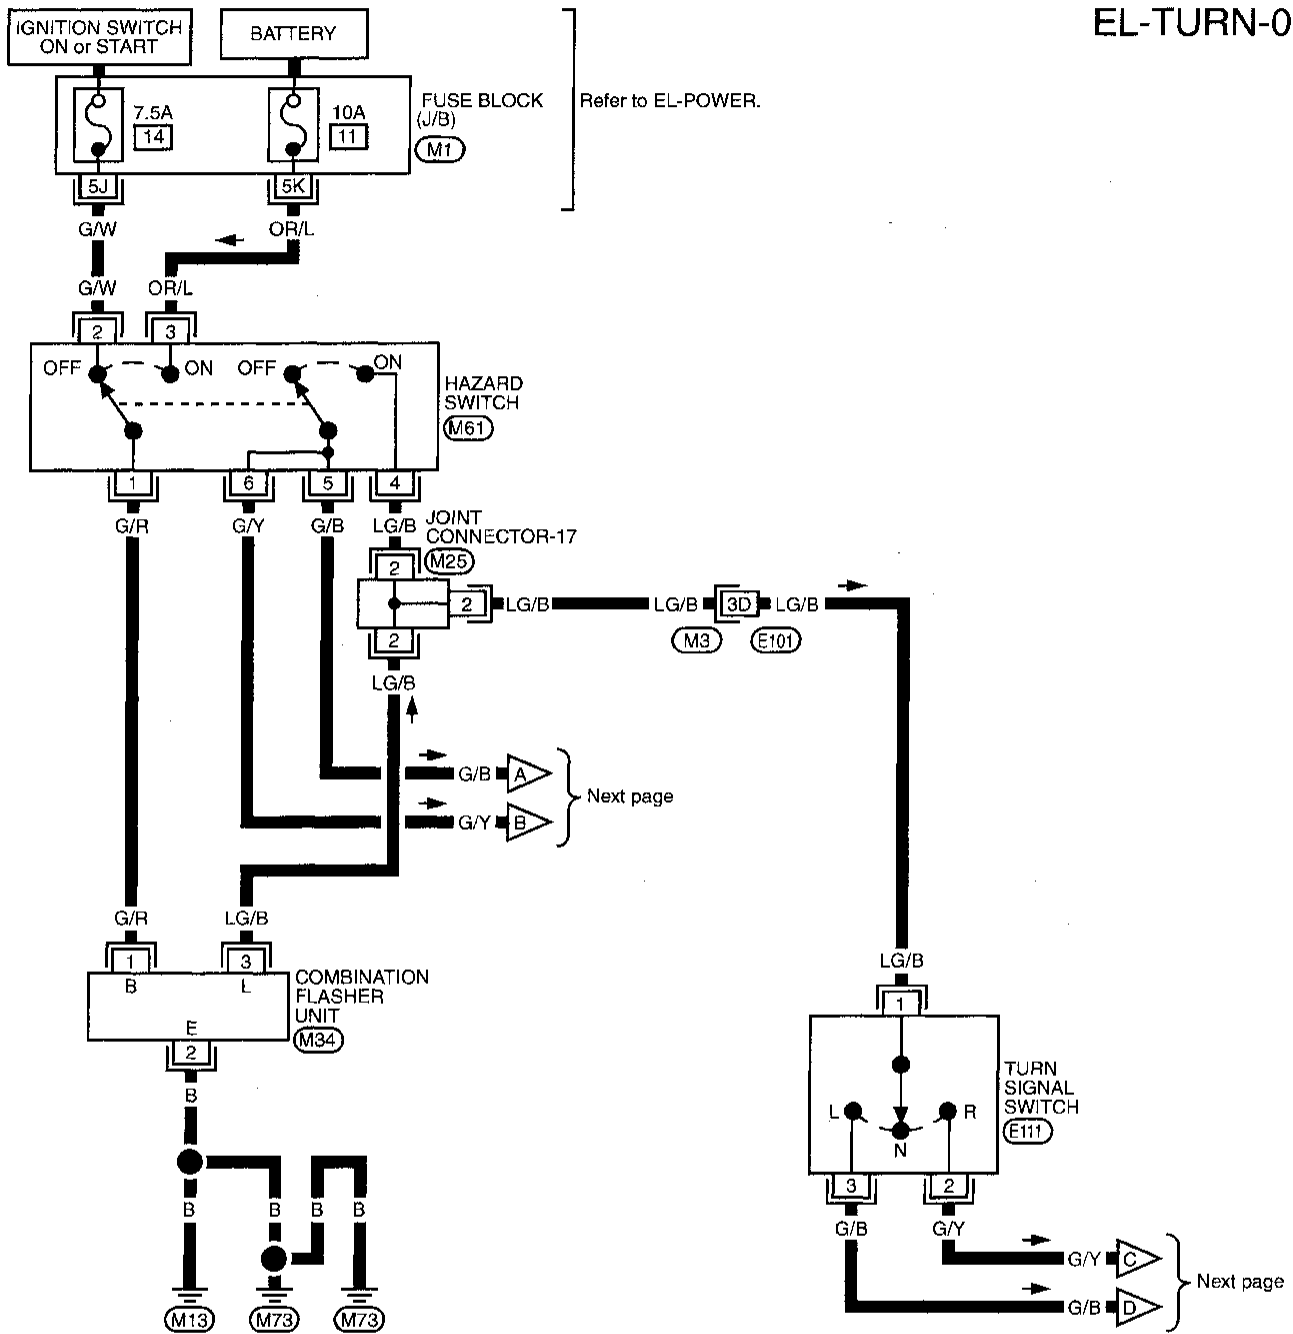 EL-TURN-0
IGNITION SWITCH
ON or START
BATTERY
7.5A
14
10A
11
FUSE BLOCK
(J/B)
M1
Refer to EL-POWER.
5J
5K
G/W
OR/L
G/W
OR/L
2
3
OFF
ON
OFF
ON
HAZARD
SWITCH
M61
1
6
5
4
G/R
G/Y
G/B
LG/B
JOINT
CONNECTOR-17
M25
2
2
LG/B
LG/B
3D
LG/B
M3
E101
2
LG/B
G/B
A
G/Y
B
Next page
G/R
LG/B
1
3
B
L
E
2
COMBINATION
FLASHER
UNIT
M34
B
B
B
B
B
M13
M73
M73
LG/B
1
L
R
N
TURN
SIGNAL
SWITCH
E111
3
2
G/B
G/Y
G/Y
C
G/B
D
Next page